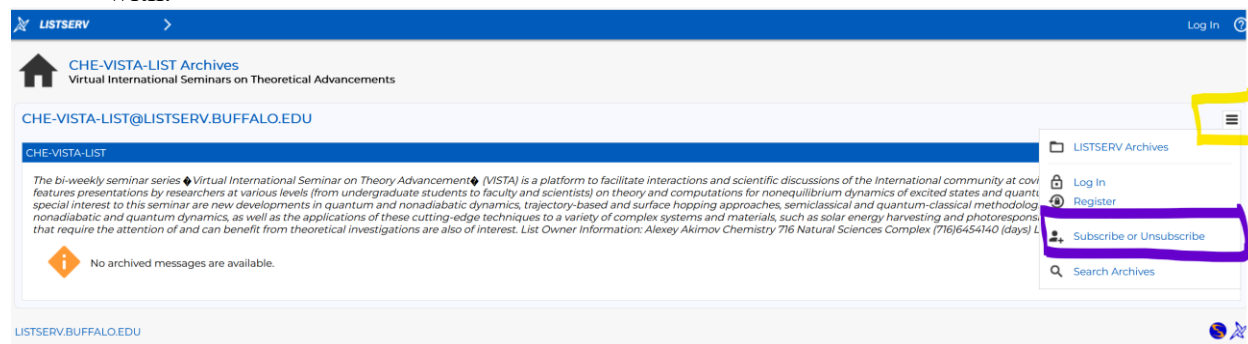 LISTSERV
Log In
CHE-VISTA-LIST Archives
Virtual International Seminars on Theoretical Advancements
CHE-VISTA-LIST@LISTSERV.BUFFALO.EDU
CHE-VISTA-LIST
The bi-weekly seminar series �Virtual International Seminar on Theory Advancement� (VISTA) is a platform to facilitate interactions and scientific discussions of the International community at covi
features presentations by researchers at various levels (from undergraduate students to faculty and scientists) on theory and computations for nonequilibrium dynamics of excited states and quantu
special interest to this seminar are new developments in quantum and nonadiabatic dynamics, trajectory-based and surface hopping approaches, semiclassical and quantum-classical methodolog
nonadiabatic and quantum dynamics, as well as the applications of these cutting-edge techniques to a variety of complex systems and materials, such as solar energy harvesting and photorespons
that require the attention of and can benefit from theoretical investigations are also of interest. List Owner Information: Alexey Akimov Chemistry 716 Natural Sciences Complex (716)6454140 (days) L
No archived messages are available.
LISTSERV Archives
Log In
Register
Subscribe or Unsubscribe
Search Archives
LISTSERV.BUFFALO.EDU